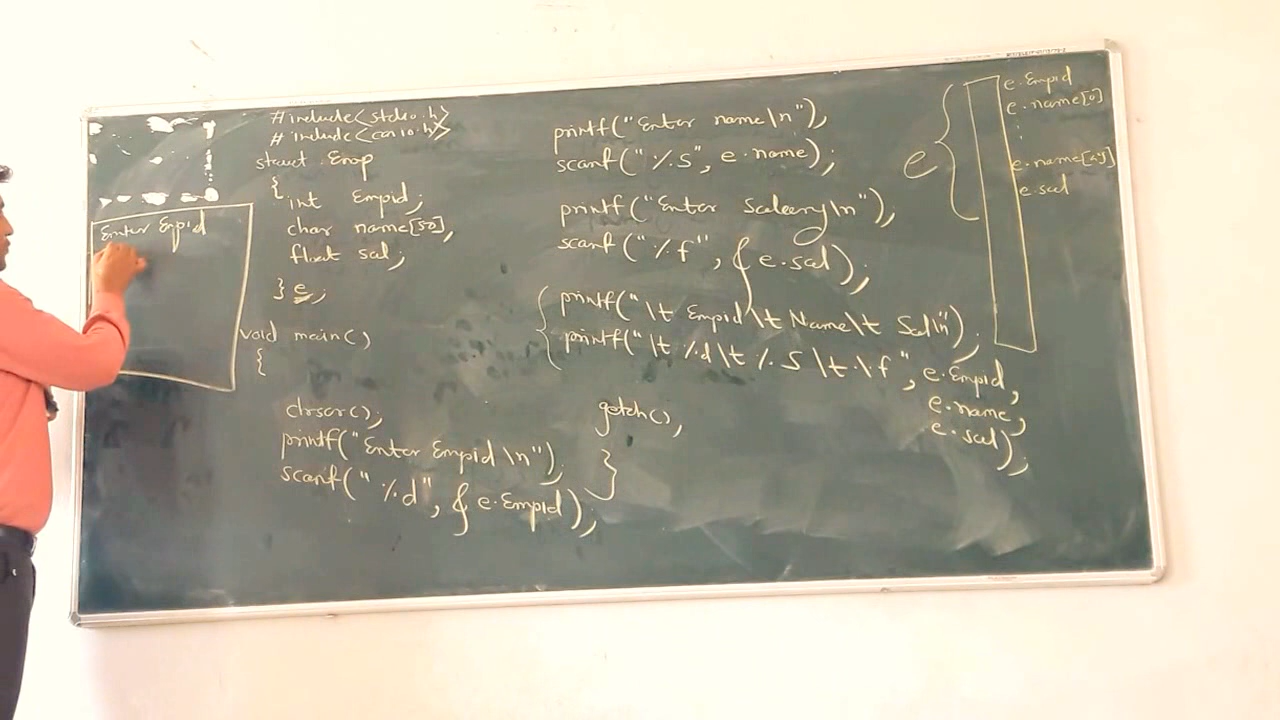 #include<stdio.h>
#include<conio.h>
struct Emp
{
int Empid;
char name[50];
float sal;
} e;
void main()
{
clrscr();
printf("Enter Empid\n");
scanf("%d", &e.Empid);
printf("Enter name\n");
scanf("%s", e.name);
printf("Enter Salary\n");
scanf("%f", &e.sal);
printf("\t Empid\t Name\t Sal\n");
printf("\t %d\t %s\t \f", e.Empid,
e.name,
e.sal);
getch();
}
Enter Empid
e
e.Empid
e.name[0]
:
e.name[49]
e.sal